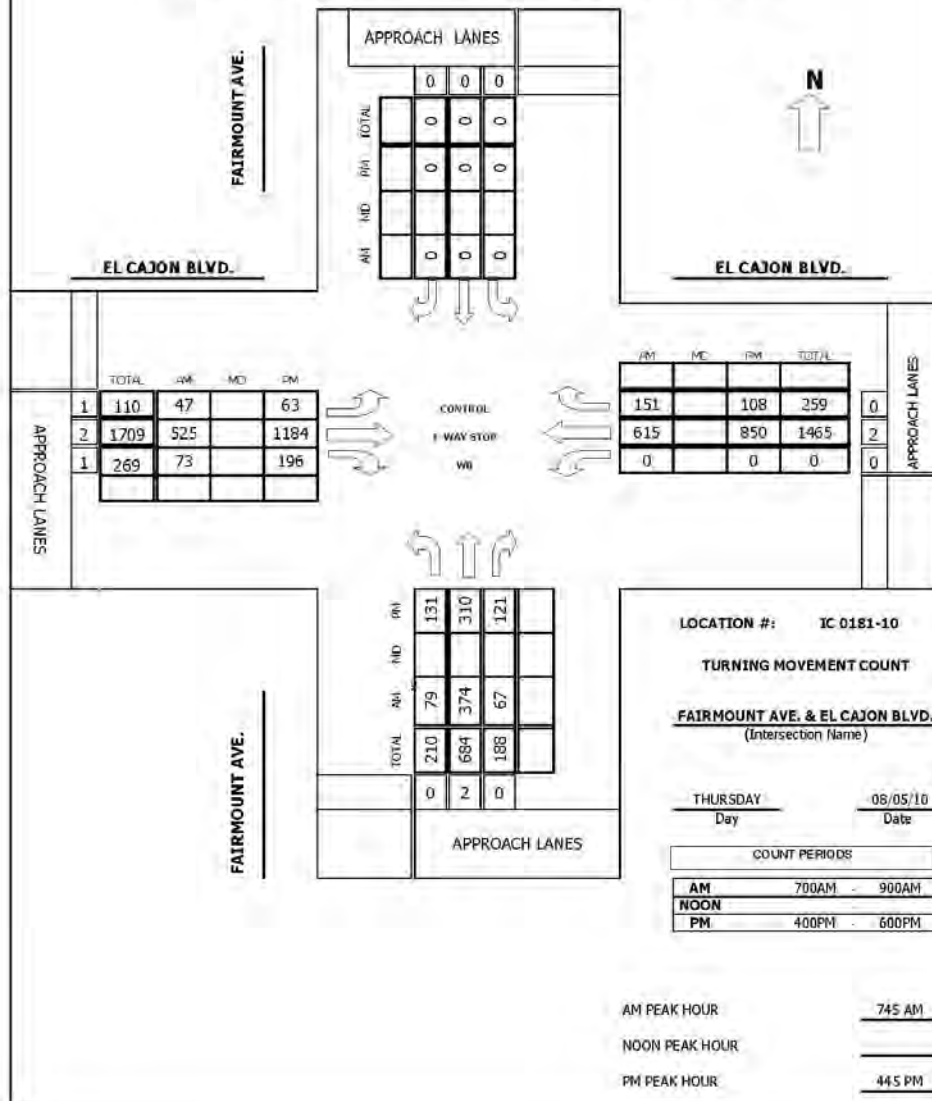 APPROACH LANES
FAIRMOUNT AVE.
N
0 0 0
TOTAL 0 0 0
PM 0 0 0
MD
AM 0 0 0
EL CAJON BLVD.
EL CAJON BLVD.
TOTAL AM MD PM
1 110 47 63
2 1709 525 1184
1 269 73 196
APPROACH LANES
CONTROL
1-WAY STOP
WB
AM MD PM TOTAL
151 108 259 0
615 850 1465 2
0 0 0 0
APPROACH LANES
PM 131 310 121
MD
AM 79 374 67
TOTAL 210 684 188
0 2 0
APPROACH LANES
FAIRMOUNT AVE.
LOCATION #: IC 0181-10
TURNING MOVEMENT COUNT
FAIRMOUNT AVE. & EL CAJON BLVD.
(Intersection Name)
THURSDAY 08/05/10
Day Date
COUNT PERIODS
AM 700AM - 900AM
NOON
PM 400PM - 600PM
AM PEAK HOUR 745 AM
NOON PEAK HOUR
PM PEAK HOUR 445 PM